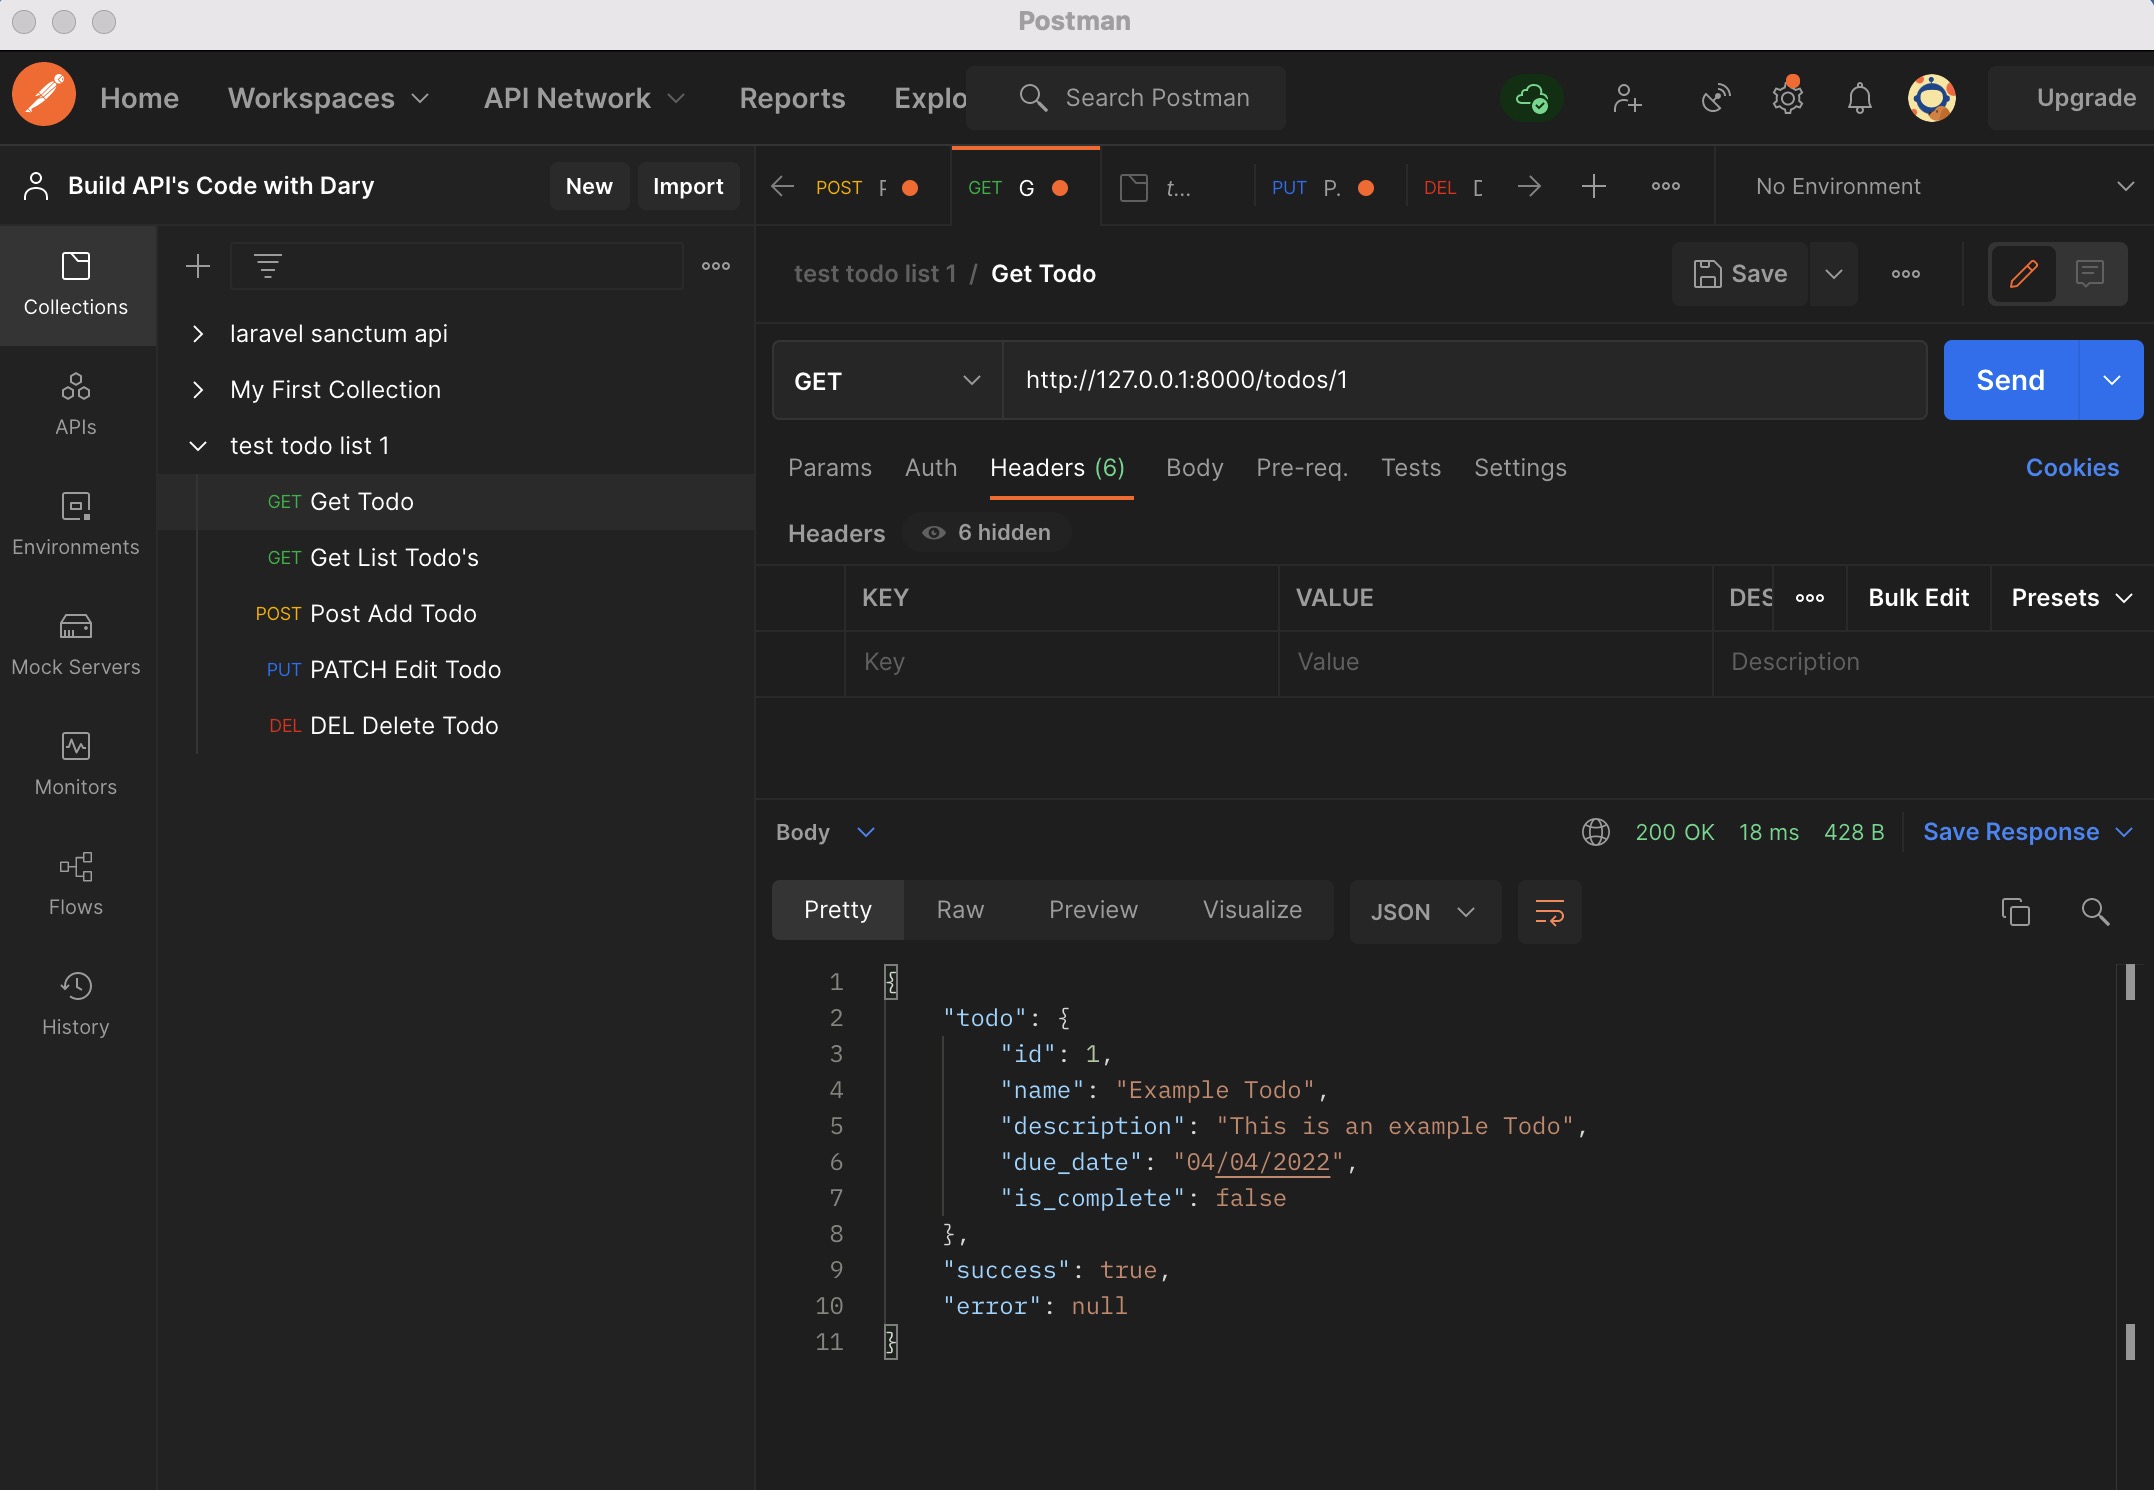 Postman
Home Workspaces API Network Reports Explo Search Postman Upgrade
Build API's Code with Dary New Import
POST GET G t... PUT P. DEL No Environment
Collections
APIs
Environments
Mock Servers
Monitors
Flows
History
laravel sanctum api
My First Collection
test todo list 1
GET Get Todo
GET Get List Todo's
POST Post Add Todo
PUT PATCH Edit Todo
DEL DEL Delete Todo
test todo list 1 / Get Todo Save
GET http://127.0.0.1:8000/todos/1 Send
Params Auth Headers (6) Body Pre-req. Tests Settings Cookies
Headers 6 hidden
KEY VALUE DES Bulk Edit Presets
Key Value Description
Body 200 OK 18 ms 428 B Save Response
Pretty Raw Preview Visualize JSON
1 {
2 "todo": {
3 "id": 1,
4 "name": "Example Todo",
5 "description": "This is an example Todo",
6 "due_date": "04/04/2022",
7 "is_complete": false
8 },
9 "success": true,
10 "error": null
11 }